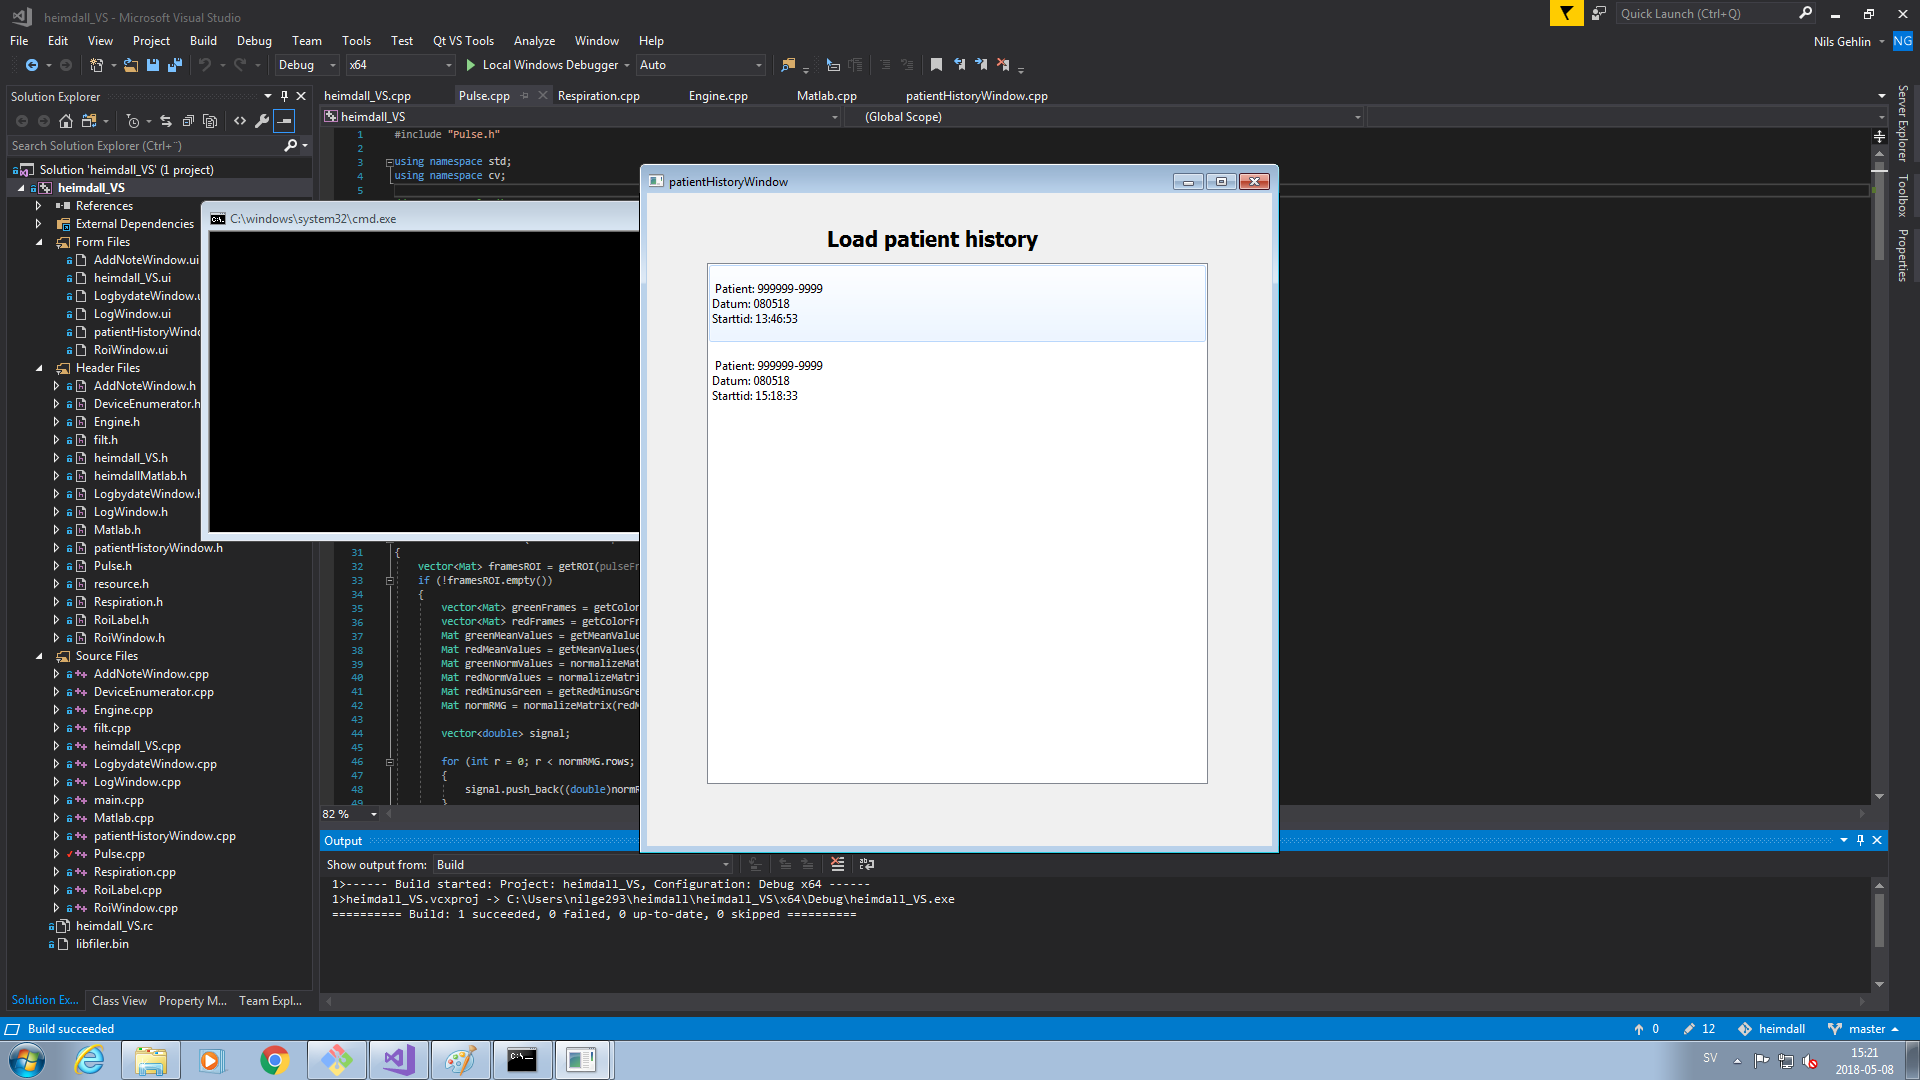 heimdall_VS - Microsoft Visual Studio
Quick Launch (Ctrl+Q)
File Edit View Project Build Debug Team Tools Test Qt VS Tools Analyze Window Help
Nils Gehlin NG
Debug x64 Local Windows Debugger Auto
Solution Explorer
heimdall_VS.cpp Pulse.cpp Respiration.cpp Engine.cpp Matlab.cpp patientHistoryWindow.cpp
heimdall_VS (Global Scope)
Server Explorer
Toolbox
Properties
Search Solution Explorer (Ctrl+¨)
Solution 'heimdall_VS' (1 project)
heimdall_VS
References
External Dependencies
Form Files
AddNoteWindow.ui
heimdall_VS.ui
LogbydateWindow.u
LogWindow.ui
patientHistoryWindo
RoiWindow.ui
Header Files
AddNoteWindow.h
DeviceEnumerator.h
Engine.h
filt.h
heimdall_VS.h
heimdallMatlab.h
LogbydateWindow.h
LogWindow.h
Matlab.h
patientHistoryWindow.h
Pulse.h
resource.h
Respiration.h
RoiLabel.h
RoiWindow.h
Source Files
AddNoteWindow.cpp
DeviceEnumerator.cpp
Engine.cpp
filt.cpp
heimdall_VS.cpp
LogbydateWindow.cpp
LogWindow.cpp
main.cpp
Matlab.cpp
patientHistoryWindow.cpp
Pulse.cpp
Respiration.cpp
RoiLabel.cpp
RoiWindow.cpp
heimdall_VS.rc
libfiler.bin
Solution Ex... Class View Property M... Team Expl...
1 #include "Pulse.h"
2
3 using namespace std;
4 using namespace cv;
5
C:\windows\system32\cmd.exe
31 {
32 vector<Mat> framesROI = getROI(pulseFr
33 if (!framesROI.empty())
34 {
35 vector<Mat> greenFrames = getColor
36 vector<Mat> redFrames = getColorFr
37 Mat greenMeanValues = getMeanValue
38 Mat redMeanValues = getMeanValues(
39 Mat greenNormValues = normalizeMat
40 Mat redNormValues = normalizeMatri
41 Mat redMinusGreen = getRedMinusGre
42 Mat normRMG = normalizeMatrix(redM
43
44 vector<double> signal;
45
46 for (int r = 0; r < normRMG.rows;
47 {
48 signal.push_back((double)normR
49 }
82 %
patientHistoryWindow
Load patient history
Patient: 999999-9999
Datum: 080518
Starttid: 13:46:53
Patient: 999999-9999
Datum: 080518
Starttid: 15:18:33
Output
Show output from: Build
1>------ Build started: Project: heimdall_VS, Configuration: Debug x64 ------
1>heimdall_VS.vcxproj -> C:\Users\nilge293\heimdall\heimdall_VS\x64\Debug\heimdall_VS.exe
========== Build: 1 succeeded, 0 failed, 0 up-to-date, 0 skipped ==========
Build succeeded
0 12 heimdall master
SV
15:21
2018-05-08